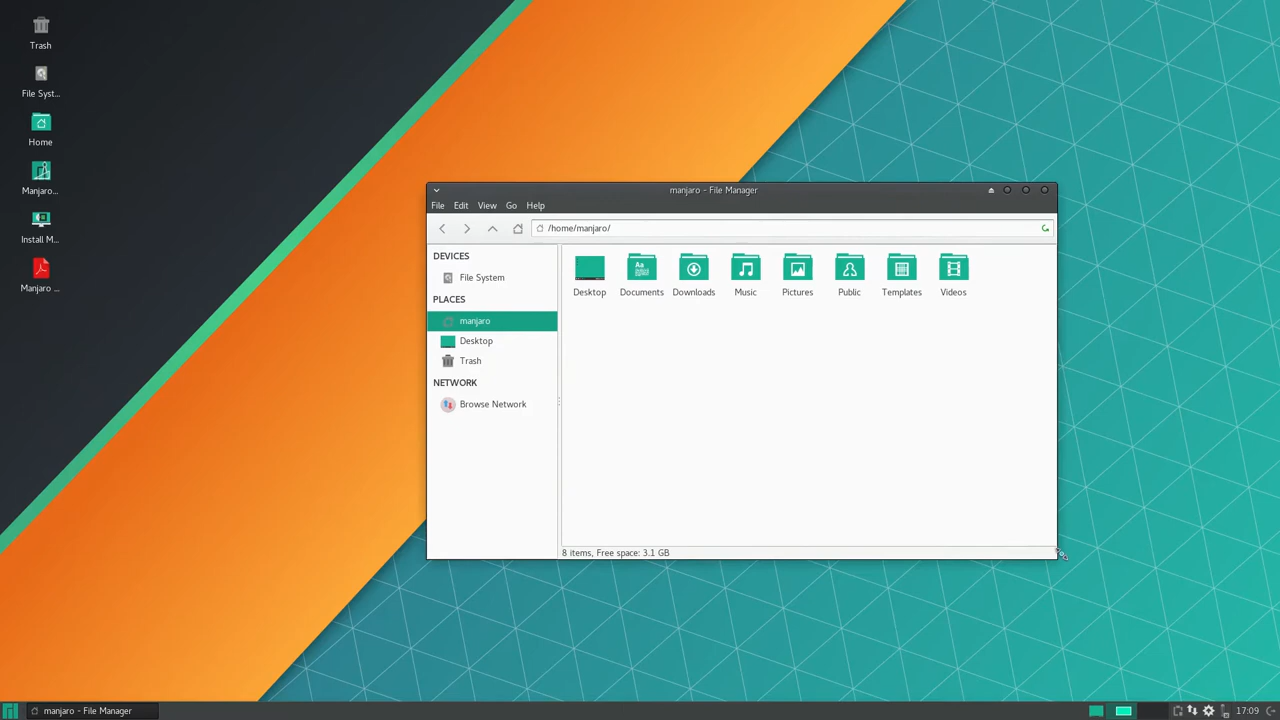 Trash
File Syst...
Home
Manjaro...
Install M...
Manjaro ...
manjaro - File Manager
File Edit View Go Help
/home/manjaro/
DEVICES
File System
PLACES
manjaro
Desktop
Trash
NETWORK
Browse Network
Desktop Documents Downloads Music Pictures Public Templates Videos
8 items, Free space: 3.1 GB
manjaro - File Manager
17:09